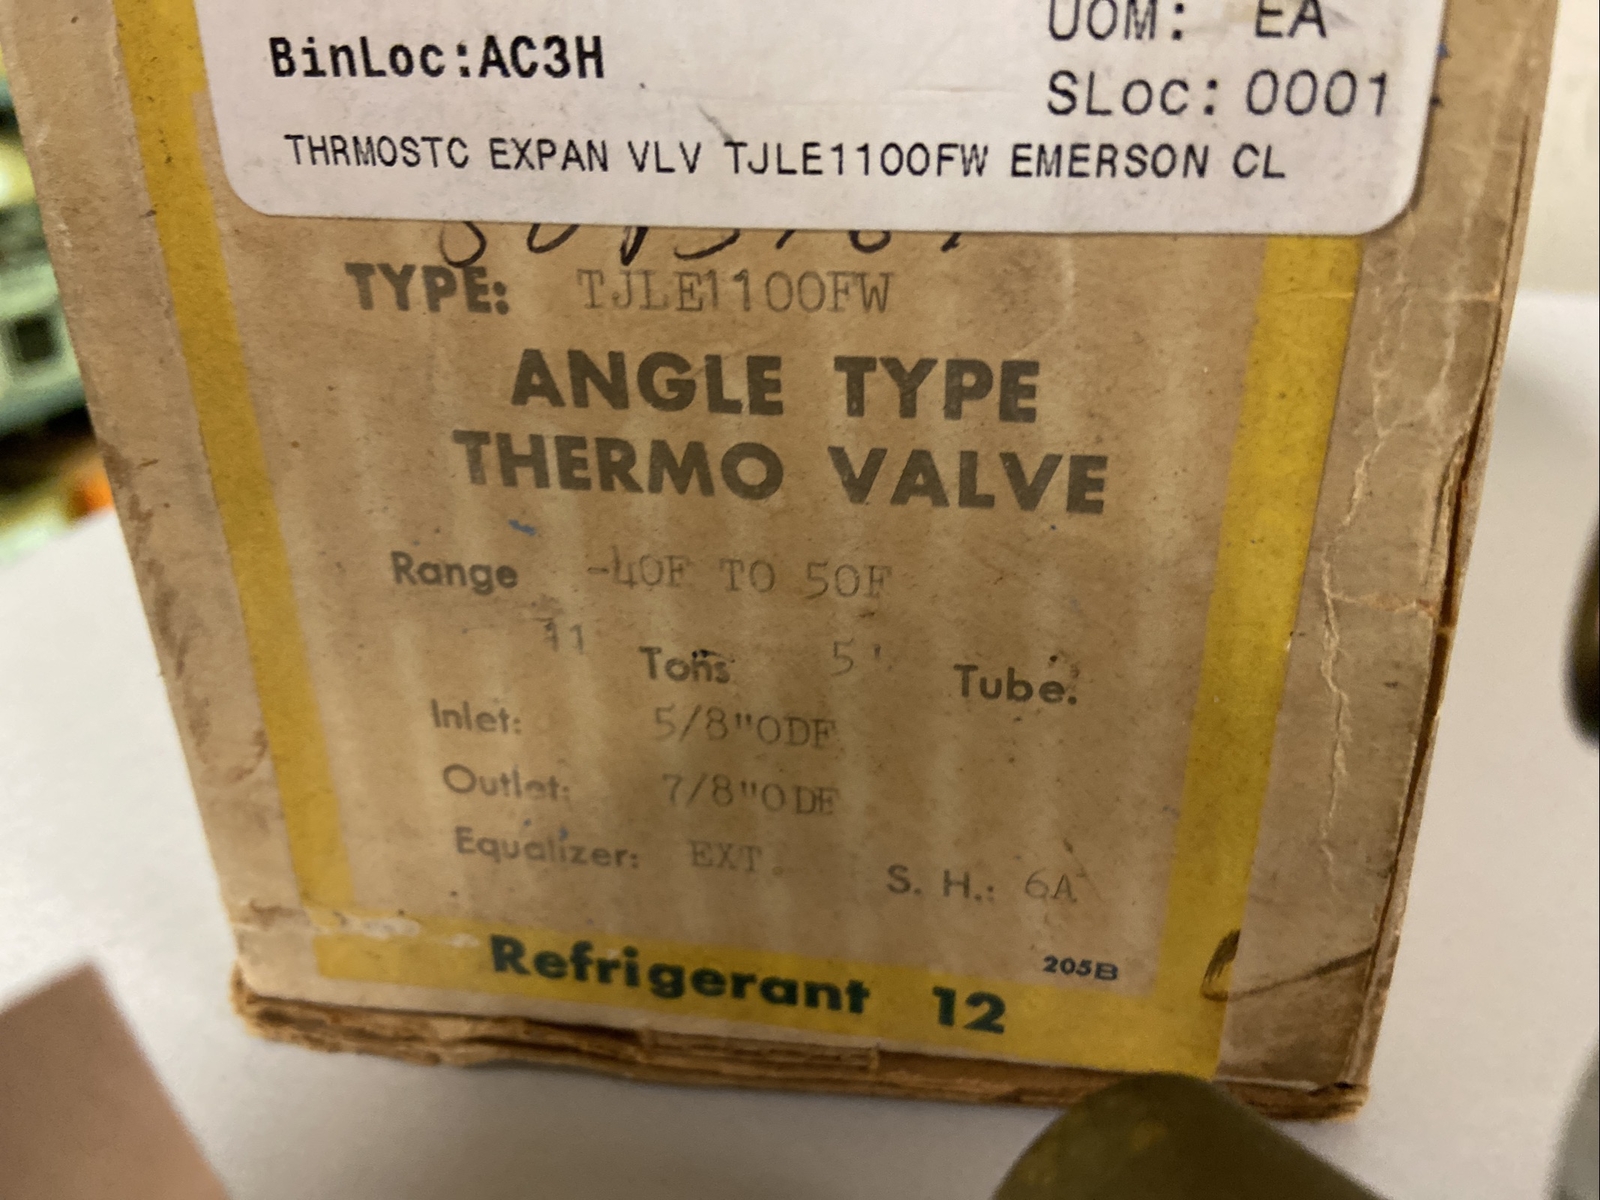 UOM: EA
BinLoc:AC3H
SLoc: 0001
THRMOSTC EXPAN VLV TJLE1100FW EMERSON CL
TYPE: TJLE1100FW
ANGLE TYPE
THERMO VALVE
Range -40F TO 50F
11 Tons 5' Tube.
Inlet: 5/8"ODF
Outlet: 7/8"ODF
Equalizer: EXT. S. H.: 6A
205B
Refrigerant 12